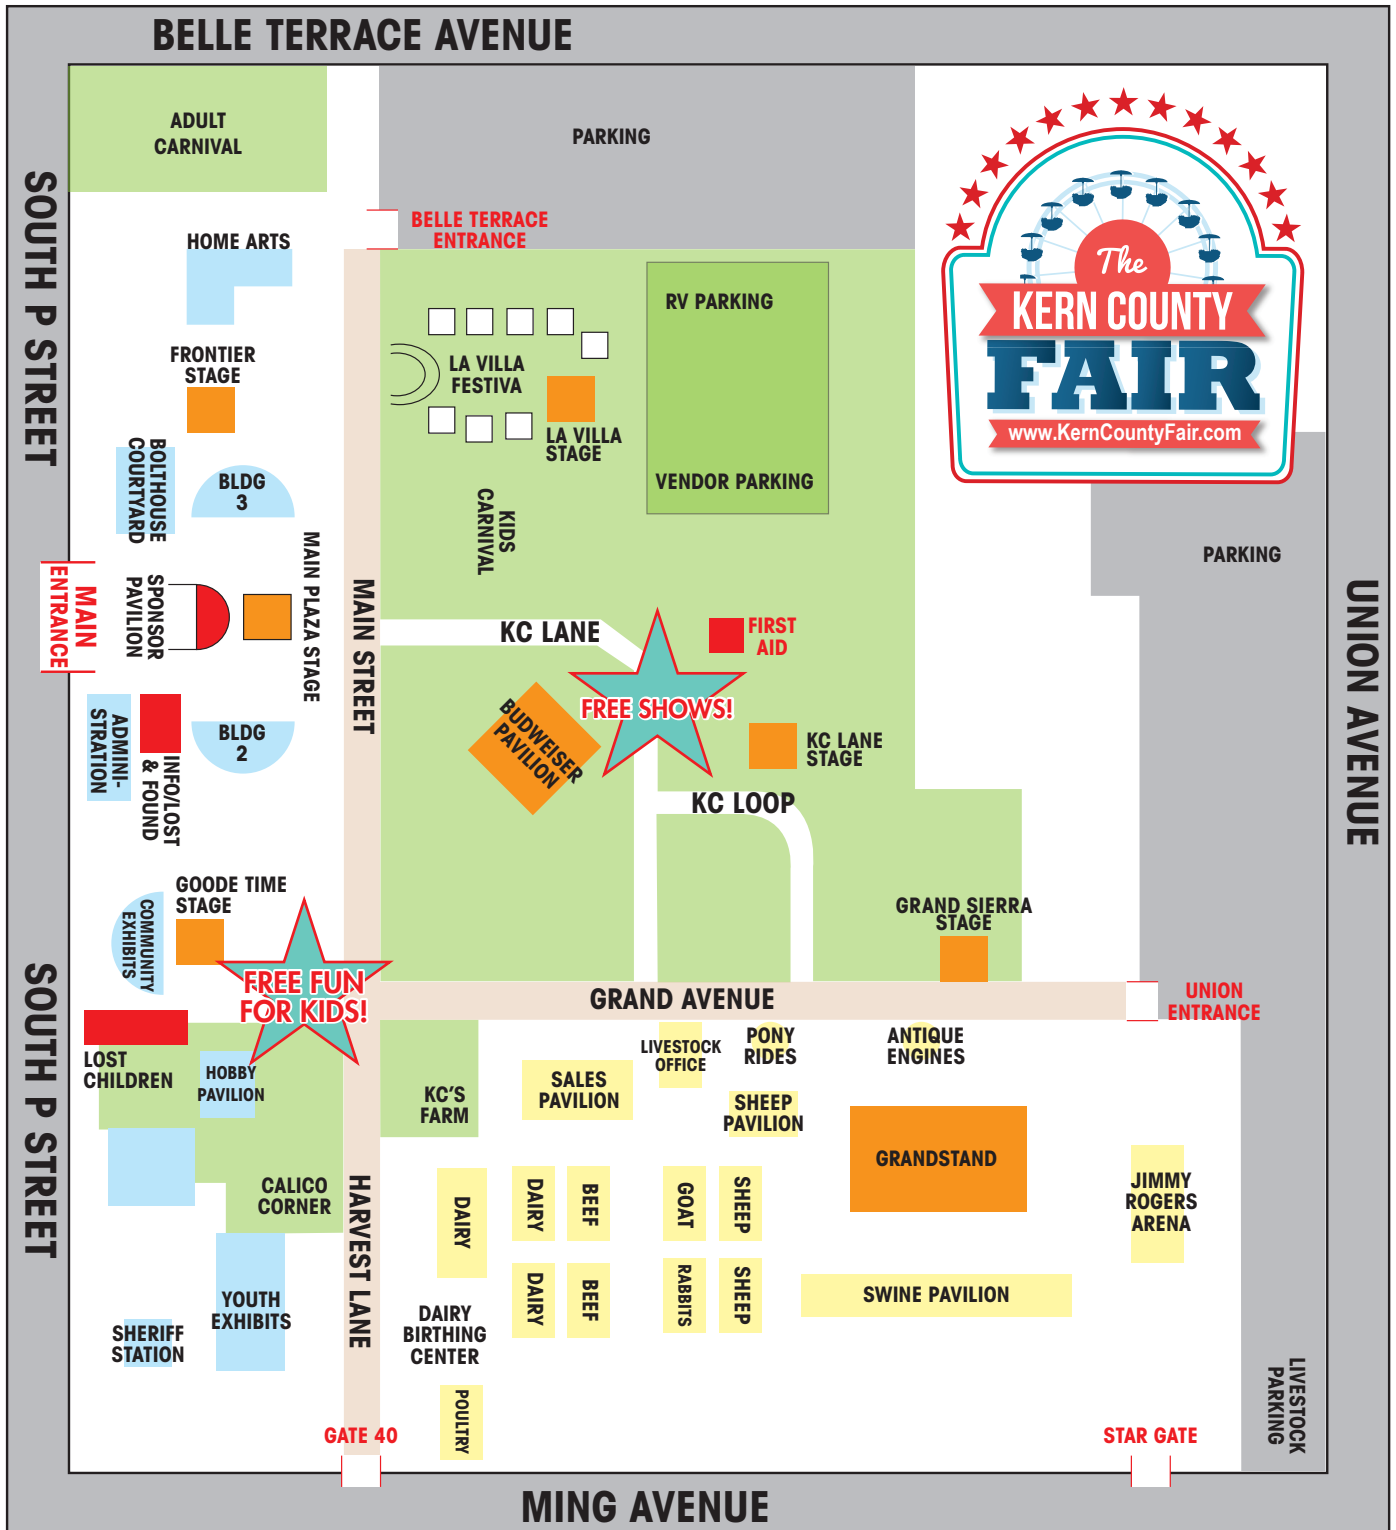 BELLE TERRACE AVENUE
ADULT
CARNIVAL
PARKING
SOUTH P STREET
BELLE TERRACE
ENTRANCE
HOME ARTS
The
KERN COUNTY
FAIR
www.KernCountyFair.com
RV PARKING
VENDOR PARKING
FRONTIER
STAGE
LA VILLA
FESTIVA
LA VILLA
STAGE
BOLTHOUSE
COURTYARD
BLDG
3
KIDS
CARNIVAL
MAIN PLAZA STAGE
PARKING
MAIN
ENTRANCE
SPONSOR
PAVILION
MAIN STREET
KC LANE
FIRST
AID
UNION AVENUE
FREE SHOWS!
BUDWEISER
PAVILION
KC LANE
STAGE
ADMINI-
STRATION
INFO/LOST
& FOUND
BLDG
2
KC LOOP
GOODE TIME
STAGE
COMMUNITY
EXHIBITS
GRAND SIERRA
STAGE
SOUTH P STREET
FREE FUN
FOR KIDS!
GRAND AVENUE
UNION
ENTRANCE
LOST
CHILDREN
HOBBY
PAVILION
KC'S
FARM
SALES
PAVILION
LIVESTOCK
OFFICE
PONY
RIDES
ANTIQUE
ENGINES
SHEEP
PAVILION
GRANDSTAND
CALICO
CORNER
HARVEST LANE
DAIRY
DAIRY
BEEF
GOAT
SHEEP
JIMMY
ROGERS
ARENA
DAIRY
BEEF
RABBITS
SHEEP
SWINE PAVILION
YOUTH
EXHIBITS
SHERIFF
STATION
DAIRY
BIRTHING
CENTER
POULTRY
LIVESTOCK
PARKING
GATE 40
STAR GATE
MING AVENUE